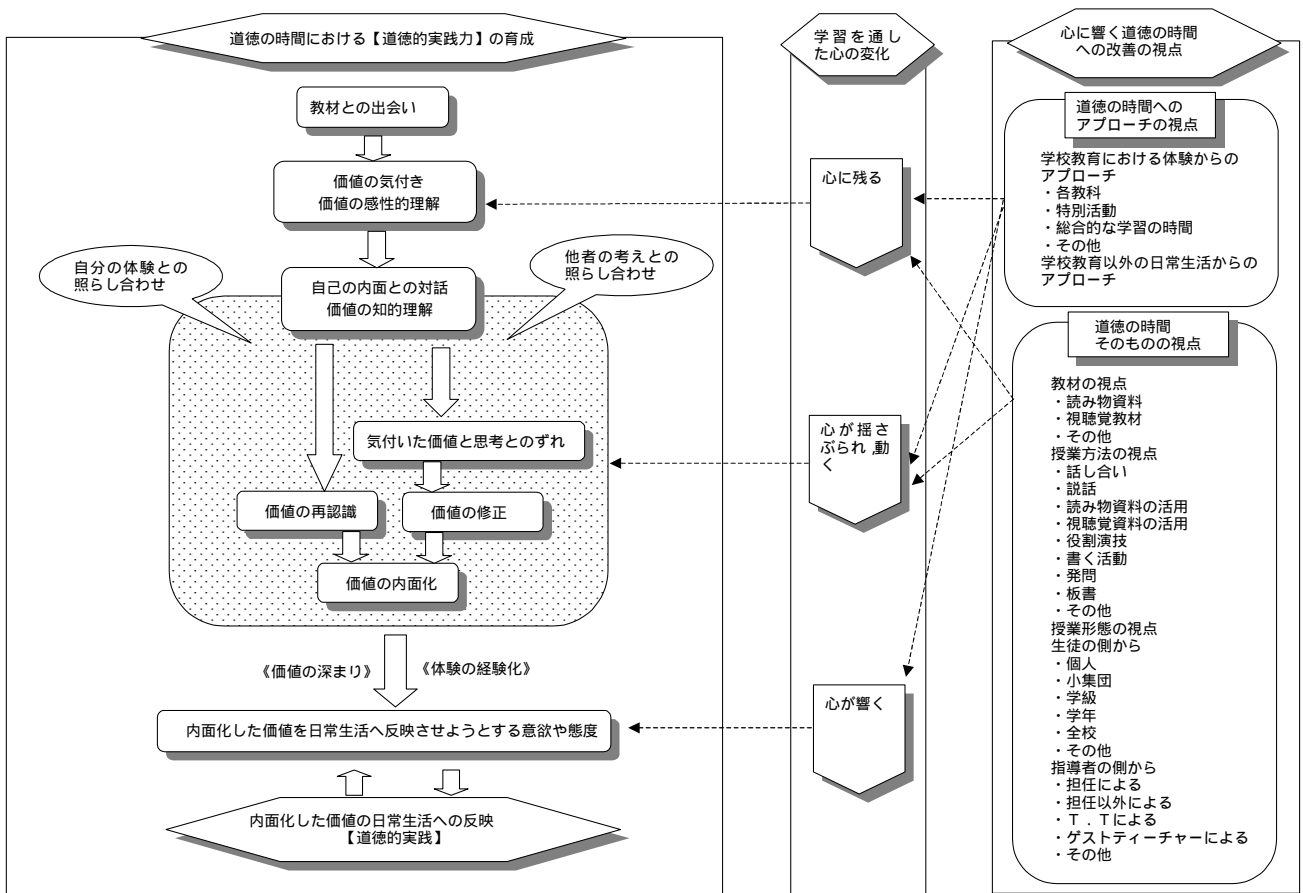 道徳の時間における【道徳的実践力】の育成
教材との出会い
価値の気付き
価値の感性的理解
自分の体験との
照らし合わせ
他者の考えとの
照らし合わせ
自己の内面との対話
価値の知的理解
気付いた価値と思考とのずれ
価値の再認識
価値の修正
価値の内面化
《価値の深まり》
《体験の経験化》
内面化した価値を日常生活へ反映させようとする意欲や態度
内面化した価値の日常生活への反映
【道徳的実践】
学習を通し
た心の変化
心に残る
心が揺さ
ぶられ,動
く
心が響く
心に響く道徳の時間
への改善の視点
道徳の時間への
アプローチの視点
学校教育における体験からの
アプローチ
・各教科
・特別活動
・総合的な学習の時間
・その他
学校教育以外の日常生活からの
アプローチ
道徳の時間
そのものの視点
教材の視点
・読み物資料
・視聴覚教材
・その他
授業方法の視点
・話し合い
・説話
・読み物資料の活用
・視聴覚資料の活用
・役割演技
・書く活動
・発問
・板書
・その他
授業形態の視点
生徒の側から
・個人
・小集団
・学級
・学年
・全校
・その他
指導者の側から
・担任による
・担任以外による
・T．Tによる
・ゲストティーチャーによる
・その他